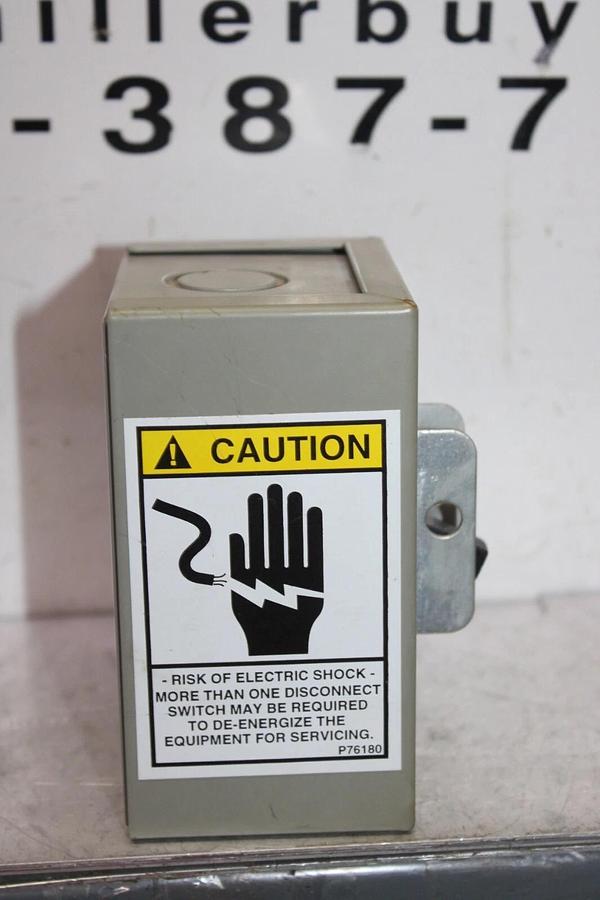 illerbuy
-387-7
CAUTION
- RISK OF ELECTRIC SHOCK -
MORE THAN ONE DISCONNECT
SWITCH MAY BE REQUIRED
TO DE-ENERGIZE THE
EQUIPMENT FOR SERVICING.
P76180